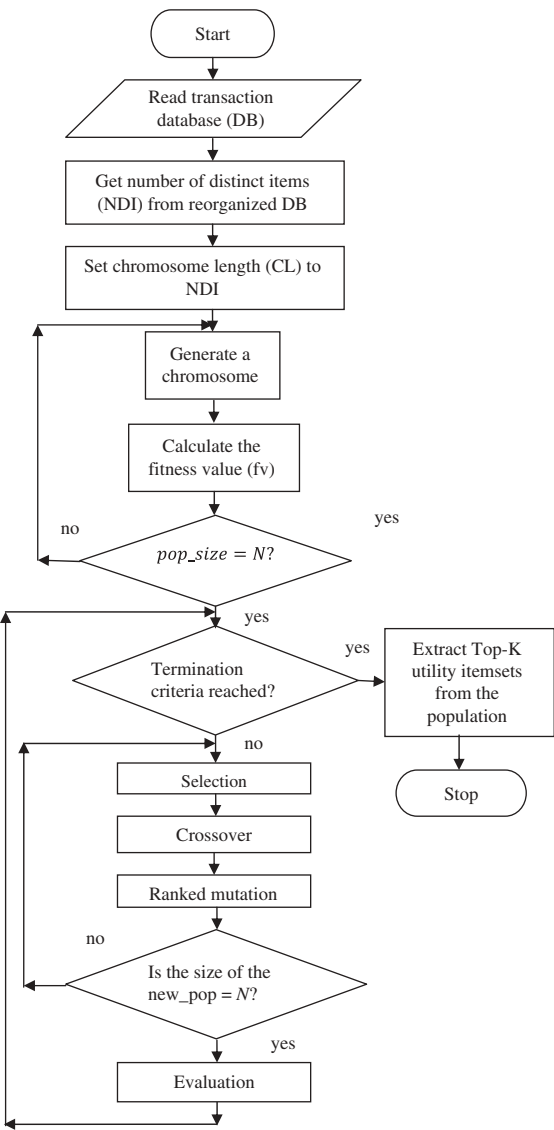 Start
Read transaction
database (DB)
Get number of distinct items
(NDI) from reorganized DB
Set chromosome length (CL) to
NDI
Generate a
chromosome
Calculate the
fitness value (fv)
no
yes
pop_size = N?
yes
Termination
criteria reached?
yes
Extract Top-K
utility itemsets
from the
population
no
Stop
Selection
Crossover
Ranked mutation
no
Is the size of the
new_pop = N?
yes
Evaluation